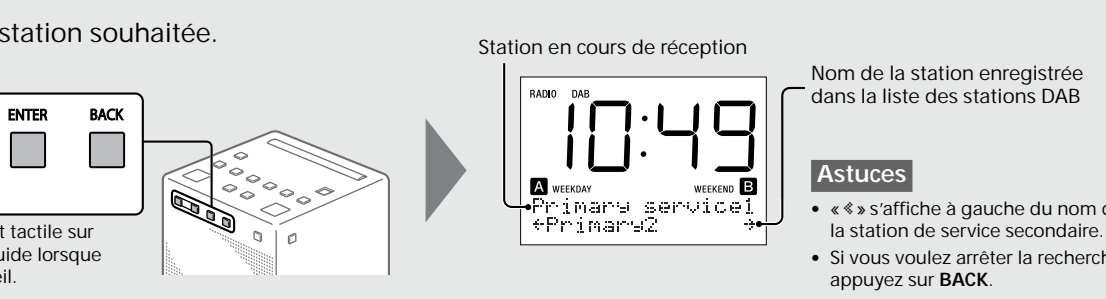 station souhaitée.
ENTER
BACK
t tactile sur
uide lorsque
eil.
Station en cours de réception
RADIO DAB
10:49
A WEEKDAY
WEEKEND B
Primary service1
←Primary2 →
Nom de la station enregistrée
dans la liste des stations DAB
Astuces
• « » s'affiche à gauche du nom d
la station de service secondaire.
• Si vous voulez arrêter la recherch
appuyez sur BACK.